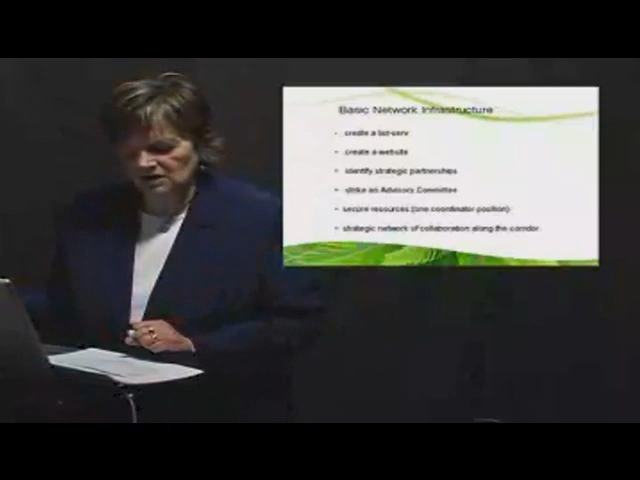 Basic Network Infrastructure
- create a list-serv
• create a website
• identify strategic partnerships
• strike an Advisory Committee
• secure resources (one coordinator position)
• strategic network of collaboration along the corridor